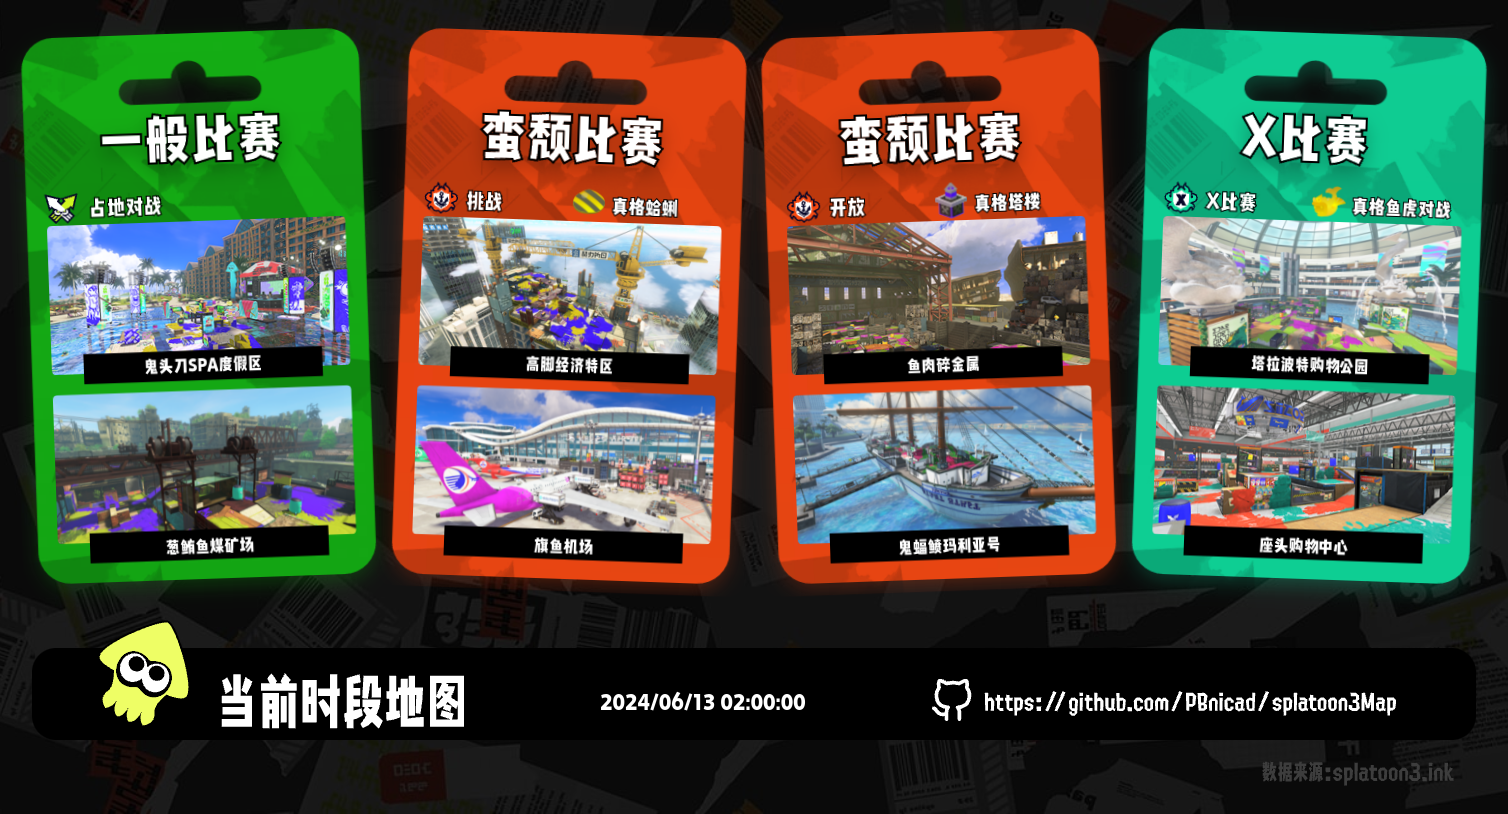 一般比赛
占地对战
鬼头刀SPA度假区
葱鲔鱼煤矿场
蛮颓比赛
挑战
真格蛤蜊
高脚经济特区
旗鱼机场
蛮颓比赛
开放
真格塔楼
鱼肉碎金属
鬼蝠鲼玛利亚号
X比赛
X比赛
真格鱼虎对战
塔拉波特购物公园
座头购物中心
当前时段地图
2024/06/13 02:00:00
https://github.com/PBnicad/splatoon3Map
数据来源:splatoon3.ink